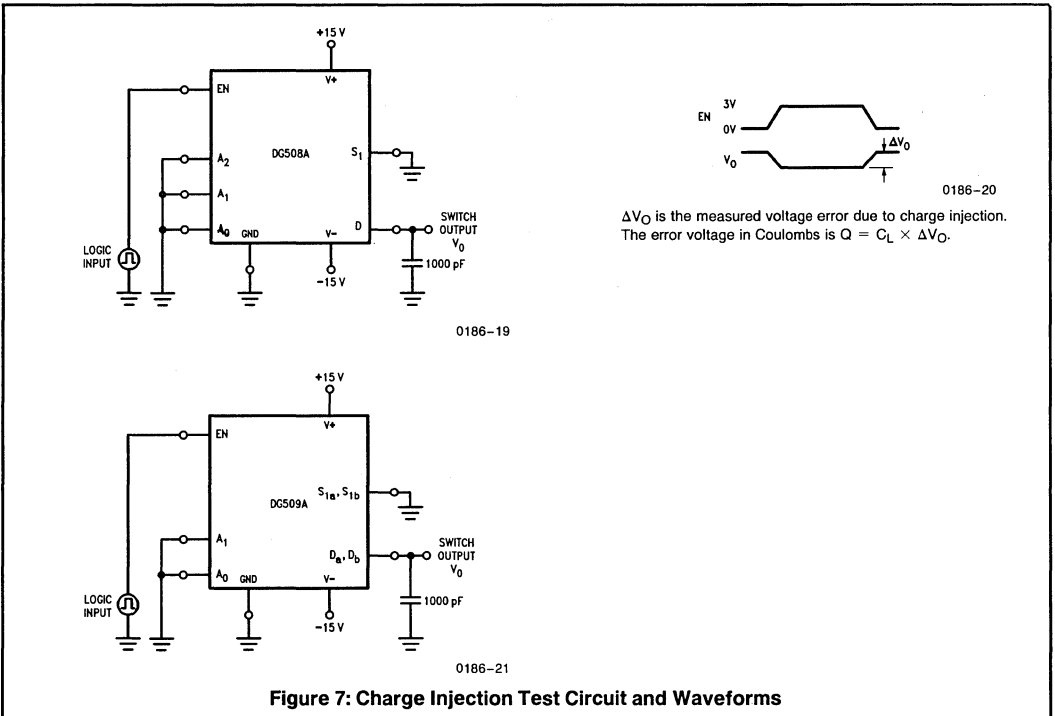 +15 V
V+
EN
A2
DG508A
S1
A1
A0
GND
V−
D
SWITCH
OUTPUT
V0
LOGIC
INPUT
1000 pF
−15 V
0186–19
EN
3V
0V
VO
ΔVO
0186–20
ΔVO is the measured voltage error due to charge injection.
The error voltage in Coulombs is Q = CL × ΔVO.
+15 V
V+
EN
S1a, S1b
DG509A
A1
Da, Db
SWITCH
OUTPUT
V0
A0
GND
V−
LOGIC
INPUT
1000 pF
−15 V
0186–21
Figure 7: Charge Injection Test Circuit and Waveforms